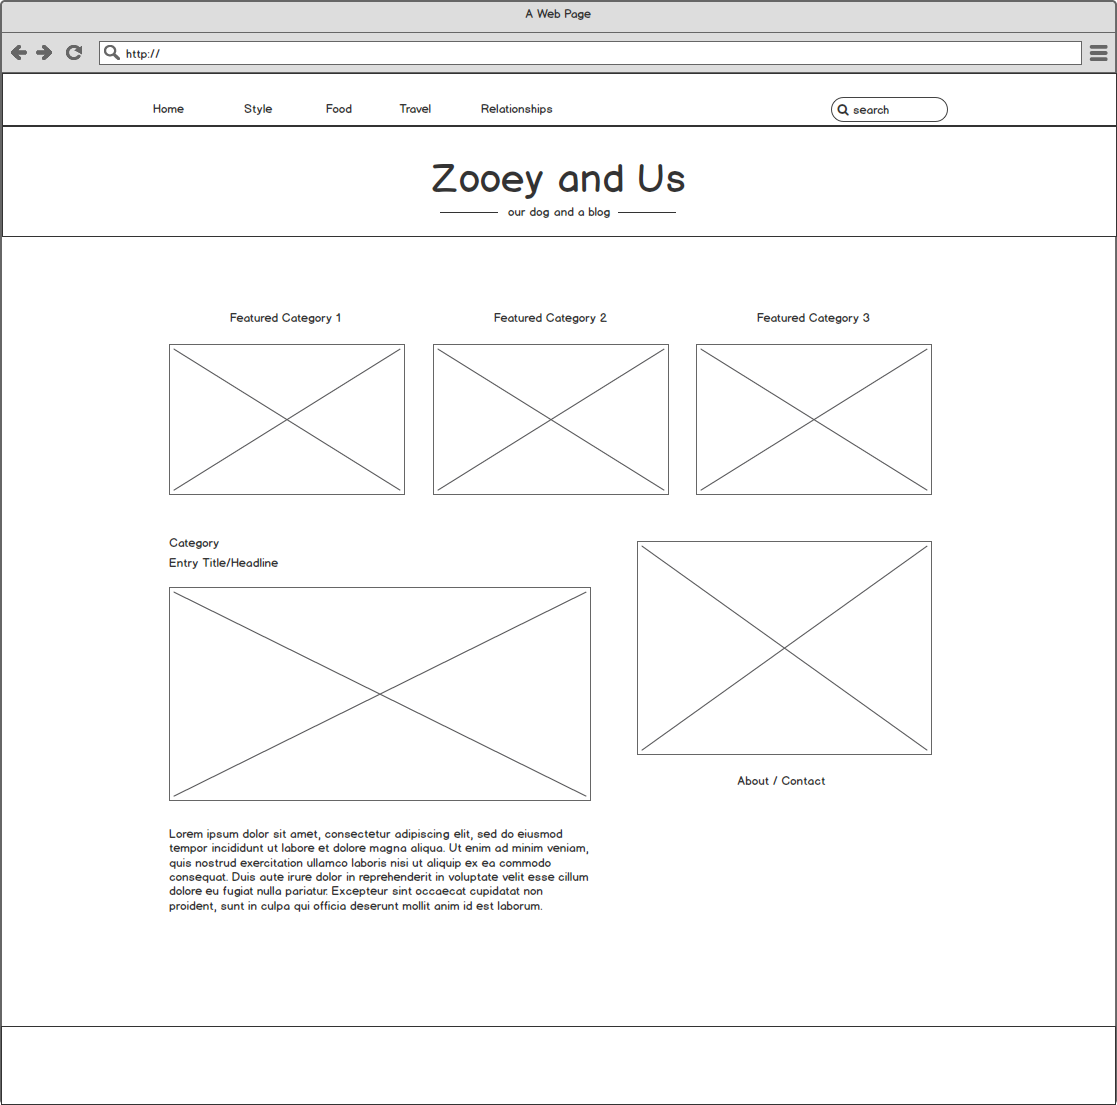 A Web Page
http://
Home Style Food Travel Relationships search
Zooey and Us
our dog and a blog
Featured Category 1 Featured Category 2 Featured Category 3
Category
Entry Title/Headline
About / Contact
Lorem ipsum dolor sit amet, consectetur adipiscing elit, sed do eiusmod
tempor incididunt ut labore et dolore magna aliqua. Ut enim ad minim veniam,
quis nostrud exercitation ullamco laboris nisi ut aliquip ex ea commodo
consequat. Duis aute irure dolor in reprehenderit in voluptate velit esse cillum
dolore eu fugiat nulla pariatur. Excepteur sint occaecat cupidatat non
proident, sunt in culpa qui officia deserunt mollit anim id est laborum.